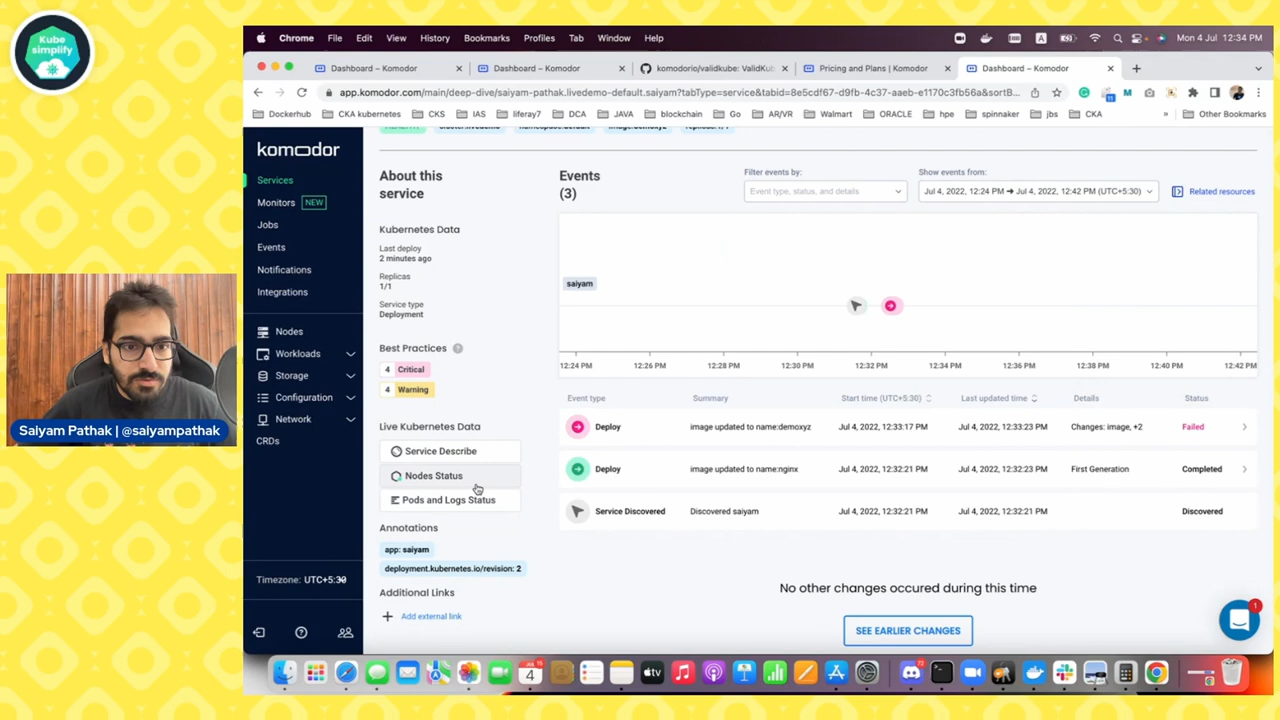 Kube
simplify
Chrome File Edit View History Bookmarks Profiles Tab Window Help
Mon 4 Jul 12:34 PM
Dashboard – Komodor
Dashboard – Komodor
komodorio/validkube: ValidKub
Pricing and Plans | Komodor
Dashboard – Komodor
app.komodor.com/main/deep-dive/saiyam-pathak.livedemo-default.saiyam?tabType=service&tabid=8e5cdf67-d9fb-4c37-aaeb-e1170c3fb56a&sortB...
Dockerhub CKA kubernetes CKS IAS liferay7 DCA JAVA blockchain Go AR/VR Walmart ORACLE hpe spinnaker jbs CKA » Other Bookmarks
komodor
Services
Monitors NEW
Jobs
Events
Notifications
Integrations
Nodes
Workloads
Storage
Configuration
Network
CRDs
Timezone: UTC+5:30
About this
service
Kubernetes Data
Last deploy
2 minutes ago
Replicas
1/1
Service type
Deployment
Best Practices ?
4 Critical
4 Warning
Live Kubernetes Data
Service Describe
Nodes Status
Pods and Logs Status
Annotations
app: saiyam
deployment.kubernetes.io/revision: 2
Additional Links
Add external link
Events
(3)
Filter events by:
Event type, status, and details
Show events from:
Jul 4, 2022, 12:24 PM ➔ Jul 4, 2022, 12:42 PM (UTC+5:30)
Related resources
saiyam
12:24 PM 12:26 PM 12:28 PM 12:30 PM 12:32 PM 12:34 PM 12:36 PM 12:38 PM 12:40 PM 12:42 PM
Event type Summary Start time (UTC+5:30) Last updated time Details Status
Deploy image updated to name:demoxyz Jul 4, 2022, 12:33:17 PM Jul 4, 2022, 12:33:23 PM Changes: image, +2 Failed
Deploy image updated to name:nginx Jul 4, 2022, 12:32:21 PM Jul 4, 2022, 12:32:23 PM First Generation Completed
Service Discovered Discovered saiyam Jul 4, 2022, 12:32:21 PM Jul 4, 2022, 12:32:21 PM Discovered
No other changes occured during this time
SEE EARLIER CHANGES
1
Saiyam Pathak | @saiyampathak